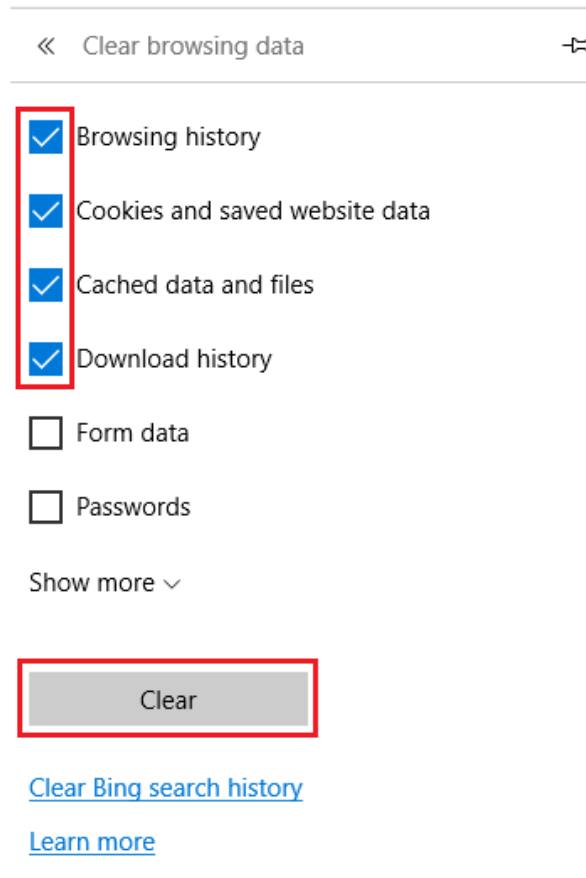 Clear browsing data
Browsing history
Cookies and saved website data
Cached data and files
Download history
Form data
Passwords
Show more
Clear
Clear Bing search history
Learn more